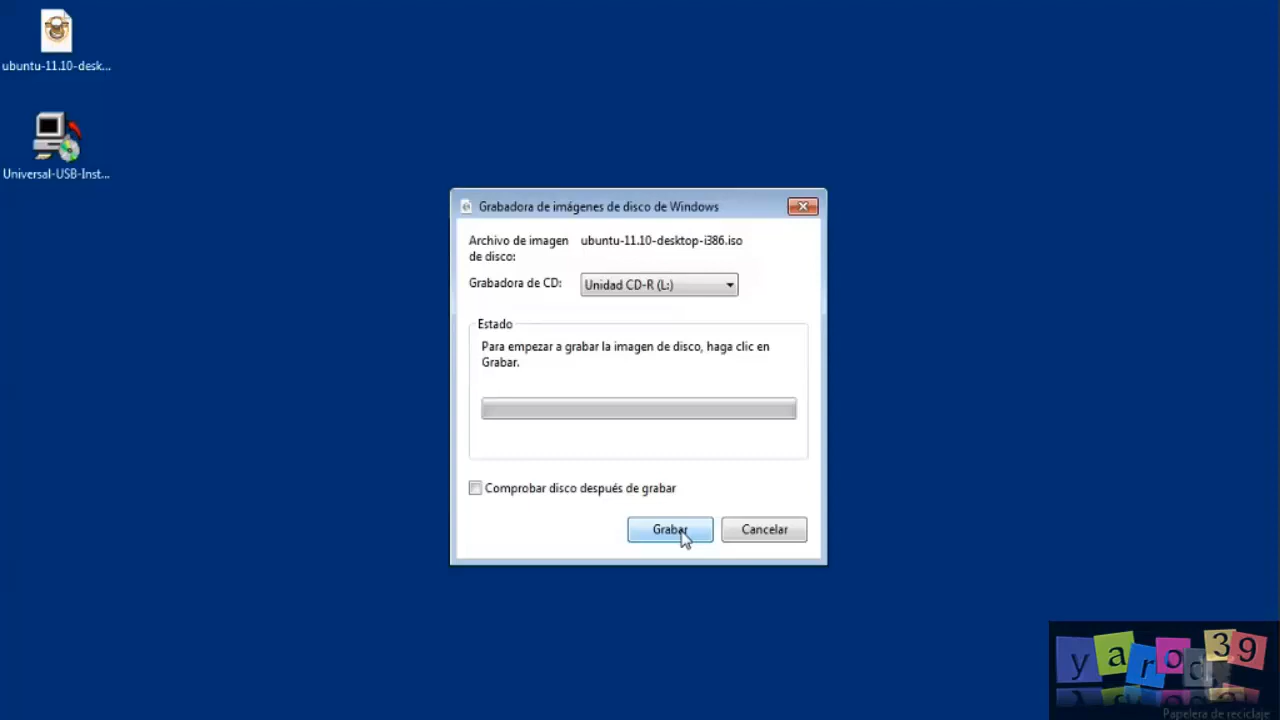 ubuntu-11.10-desk...
Universal-USB-Inst...
Grabadora de imágenes de disco de Windows
Archivo de imagen de disco:
ubuntu-11.10-desktop-i386.iso
Grabadora de CD:
Unidad CD-R (L:)
Estado
Para empezar a grabar la imagen de disco, haga clic en
Grabar.
Comprobar disco después de grabar
Grabar
Cancelar
yarod39
Papelera de reciclaje